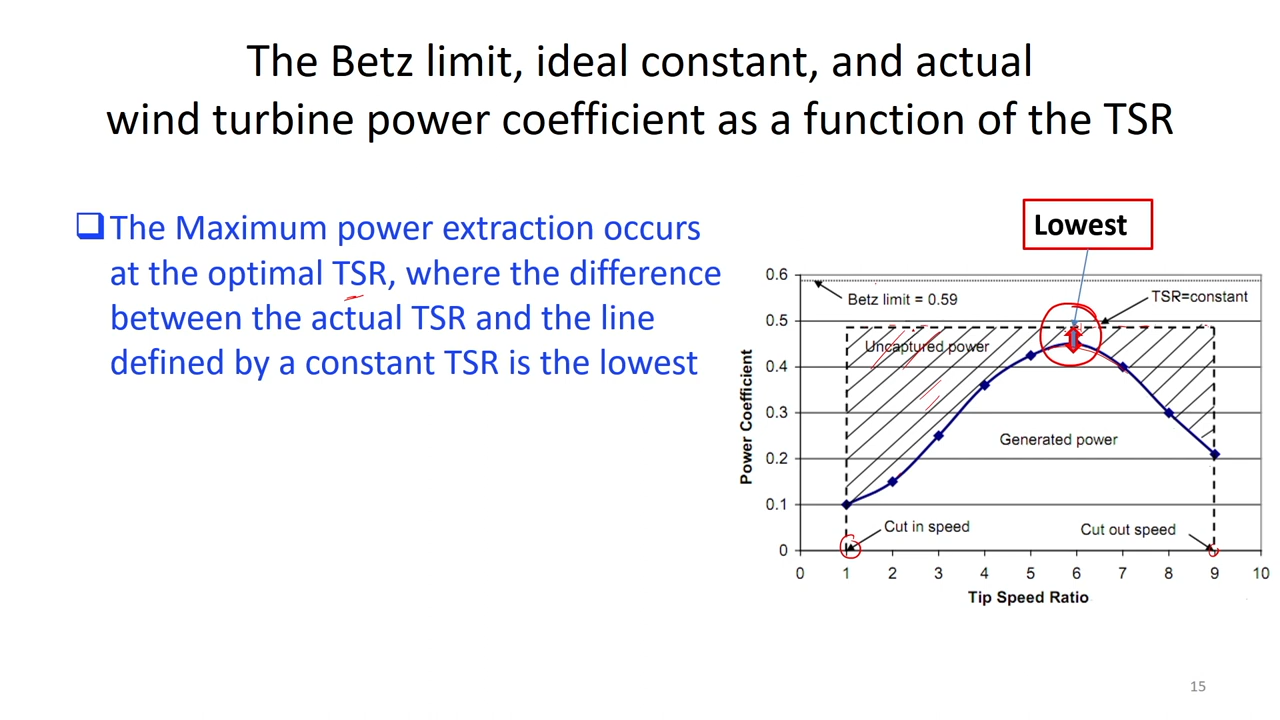 The Betz limit, ideal constant, and actual
wind turbine power coefficient as a function of the TSR
The Maximum power extraction occurs
at the optimal TSR, where the difference
between the actual TSR and the line
defined by a constant TSR is the lowest
Lowest
0.6
Betz limit = 0.59
TSR=constant
0.5
Uncaptured power
0.4
0.3
Generated power
0.2
0.1
Cut in speed
Cut out speed
0
0 1 2 3 4 5 6 7 8 9 10
Power Coefficient
Tip Speed Ratio
15